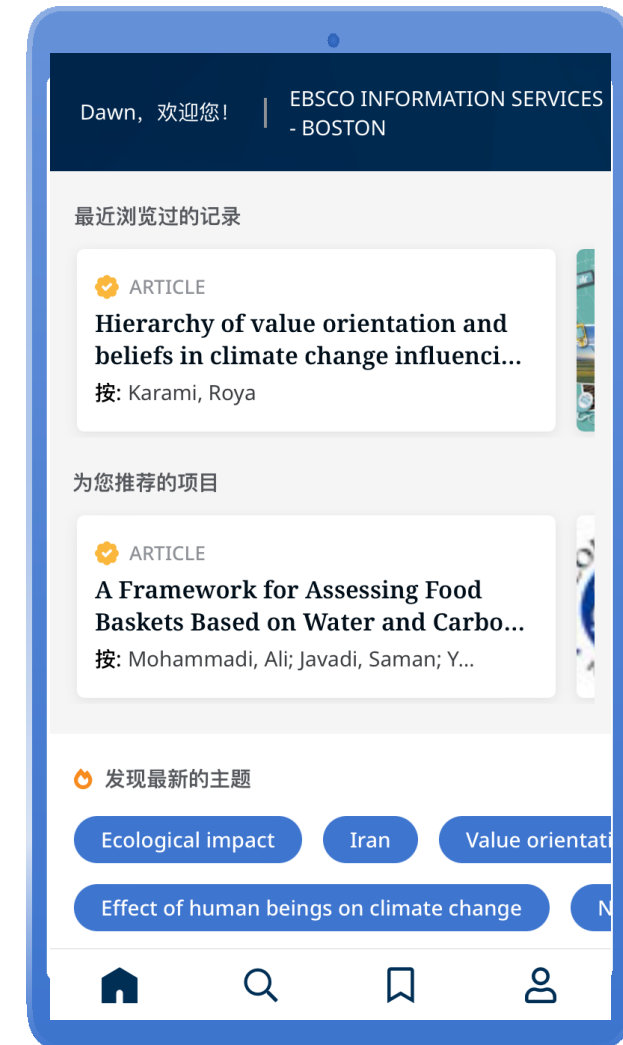 Dawn，欢迎您！
EBSCO INFORMATION SERVICES
- BOSTON
最近浏览过的记录
ARTICLE
Hierarchy of value orientation and
beliefs in climate change influenci...
按: Karami, Roya
为您推荐的项目
ARTICLE
A Framework for Assessing Food
Baskets Based on Water and Carbo...
按: Mohammadi, Ali; Javadi, Saman; Y...
发现最新的主题
Ecological impact
Iran
Value orientati
Effect of human beings on climate change
N